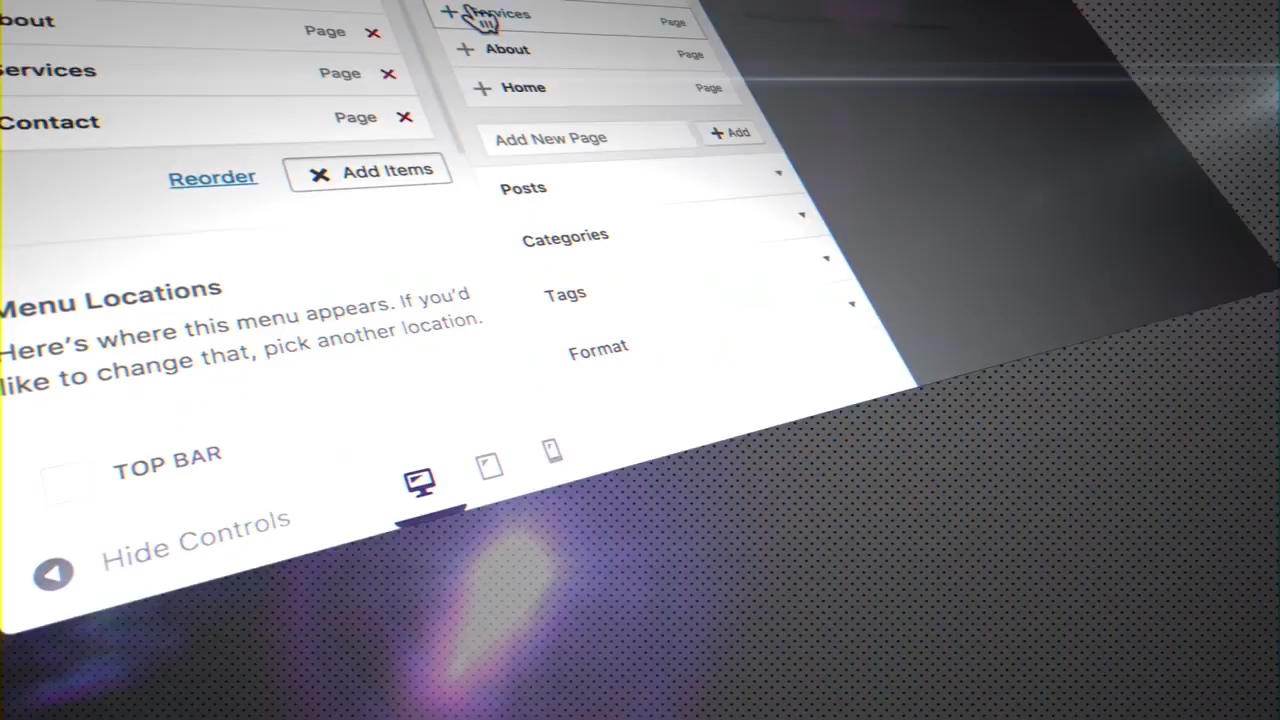 bout
Page
ervices
Page
Contact
Page
Reorder
Add Items
Menu Locations
Here's where this menu appears. If you'd
like to change that, pick another location.
TOP BAR
Hide Controls
Services
Page
About
Page
Home
Page
Add New Page
Add
Posts
Categories
Tags
Format